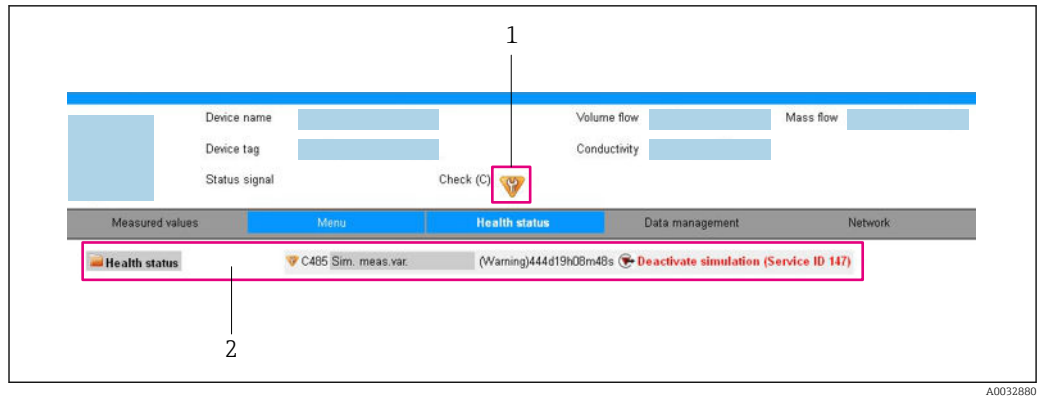 1
Device name
Volume flow
Mass flow
Device tag
Conductivity
Status signal
Check (C)
Measured values
Menu
Health status
Data management
Network
Health status
C485 Sim. meas.var.
(Warning)444d19h08m48s
Deactivate simulation (Service ID 147)
2
A0032880